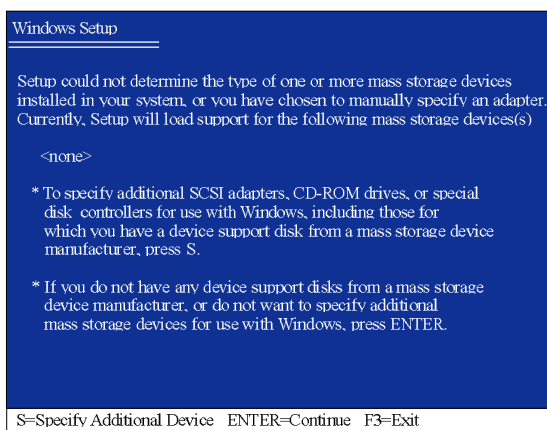 Windows Setup
Setup could not determine the type of one or more mass storage devices
installed in your system, or you have chosen to manually specify an adapter.
Currently, Setup will load support for the following mass storage devices(s)
<none>
* To specify additional SCSI adapters, CD-ROM drives, or special
disk controllers for use with Windows, including those for
which you have a device support disk from a mass storage device
manufacturer, press S.
* If you do not have any device support disks from a mass storage
device manufacturer, or do not want to specify additional
mass storage devices for use with Windows, press ENTER.
S=Specify Additional Device ENTER=Continue F3=Exit